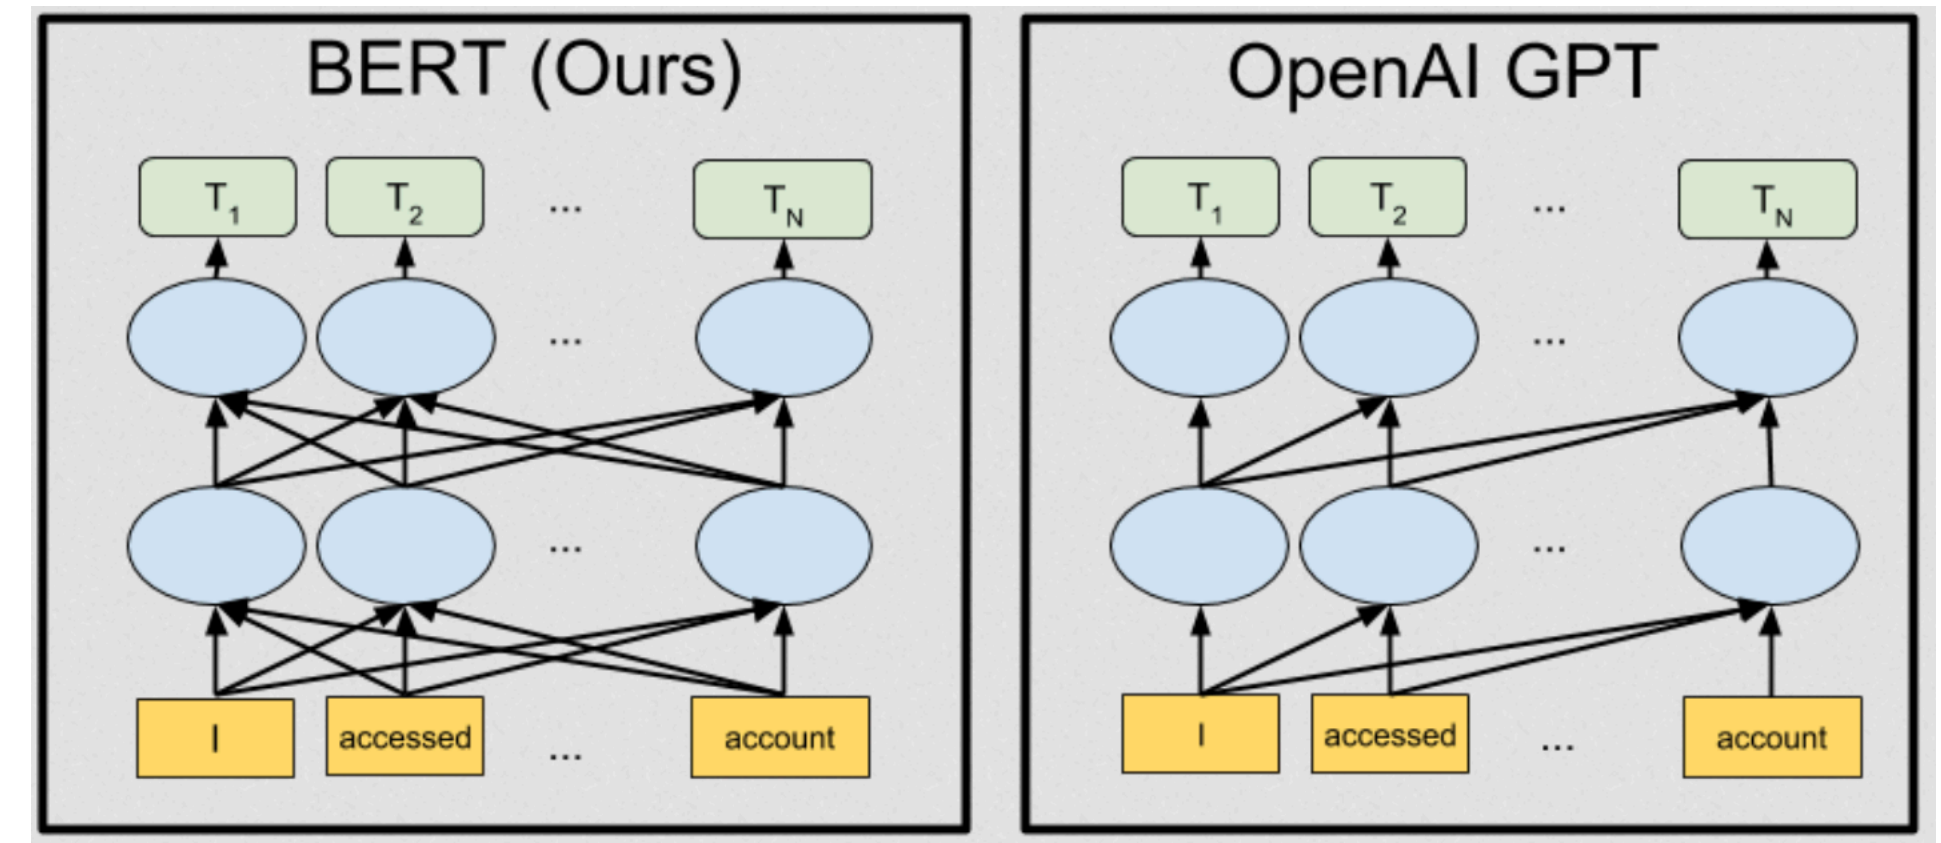 BERT (Ours)
T1 T2 ... TN
...
...
I accessed ... account
OpenAI GPT
T1 T2 ... TN
...
...
I accessed ... account